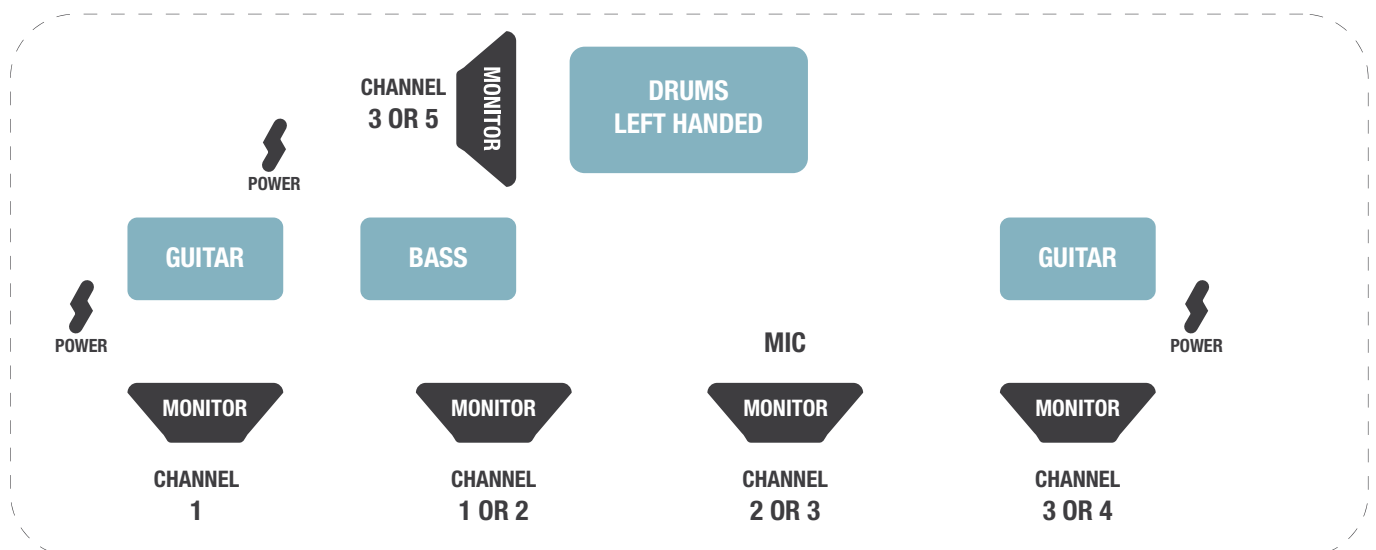 CHANNEL
3 OR 5
MONITOR
DRUMS
LEFT HANDED
POWER
GUITAR
BASS
GUITAR
POWER
MIC
POWER
MONITOR
MONITOR
MONITOR
MONITOR
CHANNEL
1
CHANNEL
1 OR 2
CHANNEL
2 OR 3
CHANNEL
3 OR 4